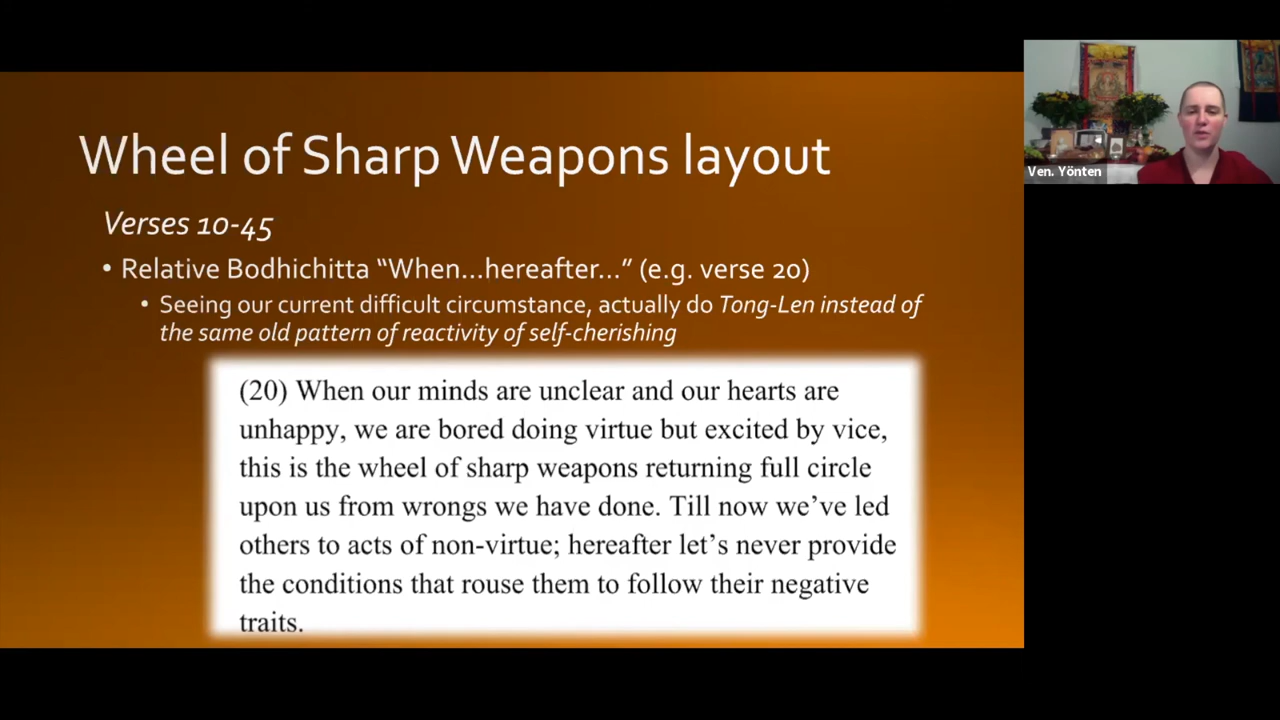 Wheel of Sharp Weapons layout
Verses 10-45
• Relative Bodhichitta “When...hereafter...” (e.g. verse 20)
• Seeing our current difficult circumstance, actually do Tong-Len instead of
the same old pattern of reactivity of self-cherishing
(20) When our minds are unclear and our hearts are
unhappy, we are bored doing virtue but excited by vice,
this is the wheel of sharp weapons returning full circle
upon us from wrongs we have done. Till now we’ve led
others to acts of non-virtue; hereafter let’s never provide
the conditions that rouse them to follow their negative
traits.
Ven. Yönten